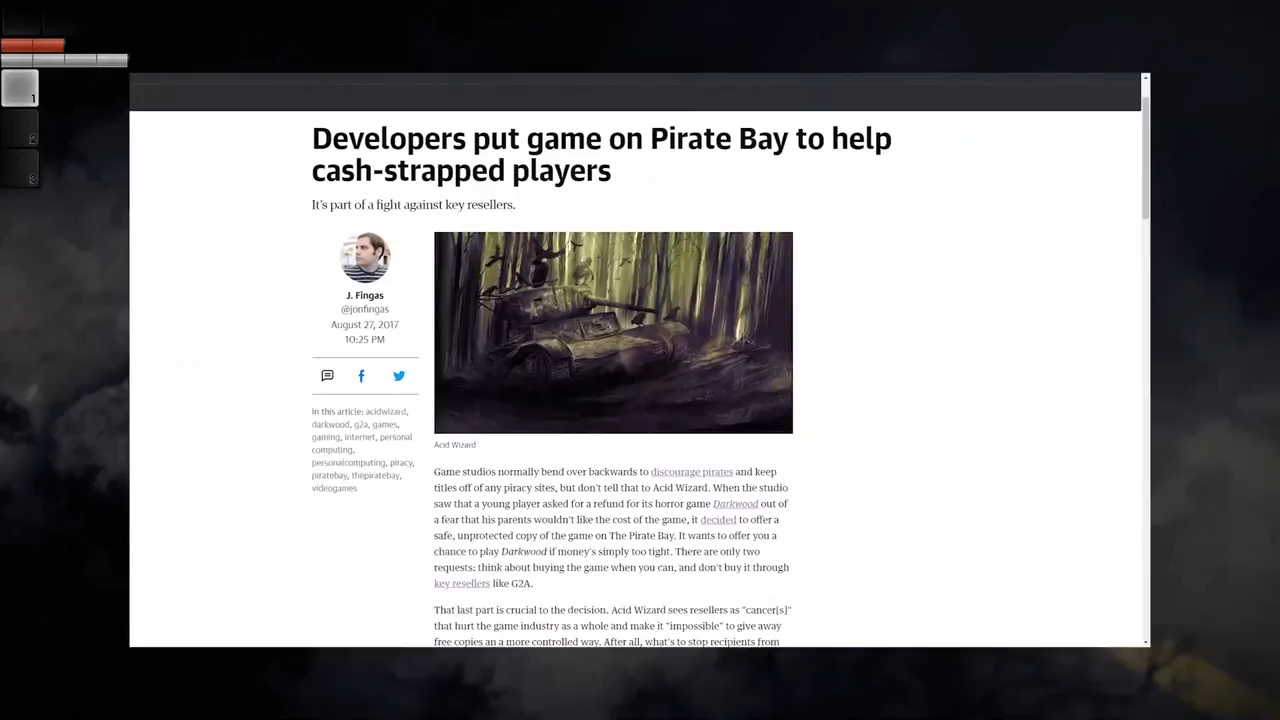 1
2
3
Developers put game on Pirate Bay to help
cash-strapped players
It's part of a fight against key resellers.
J. Fingas
@jonfingas
August 27, 2017
10:25 PM
In this article: acidwizard,
darkwood, g2a, games,
gaming, internet, personal
computing,
personalcomputing, piracy,
piratebay, thepiratebay,
videogames
Acid Wizard
Game studios normally bend over backwards to discourage pirates and keep
titles off of any piracy sites, but don't tell that to Acid Wizard. When the studio
saw that a young player asked for a refund for its horror game Darkwood out of
a fear that his parents wouldn't like the cost of the game, it decided to offer a
safe, unprotected copy of the game on The Pirate Bay. It wants to offer you a
chance to play Darkwood if money's simply too tight. There are only two
requests: think about buying the game when you can, and don't buy it through
key resellers like G2A.
That last part is crucial to the decision. Acid Wizard sees resellers as "cancer[s]"
that hurt the game industry as a whole and make it "impossible" to give away
free copies an a more controlled way. After all, what's to stop recipients from